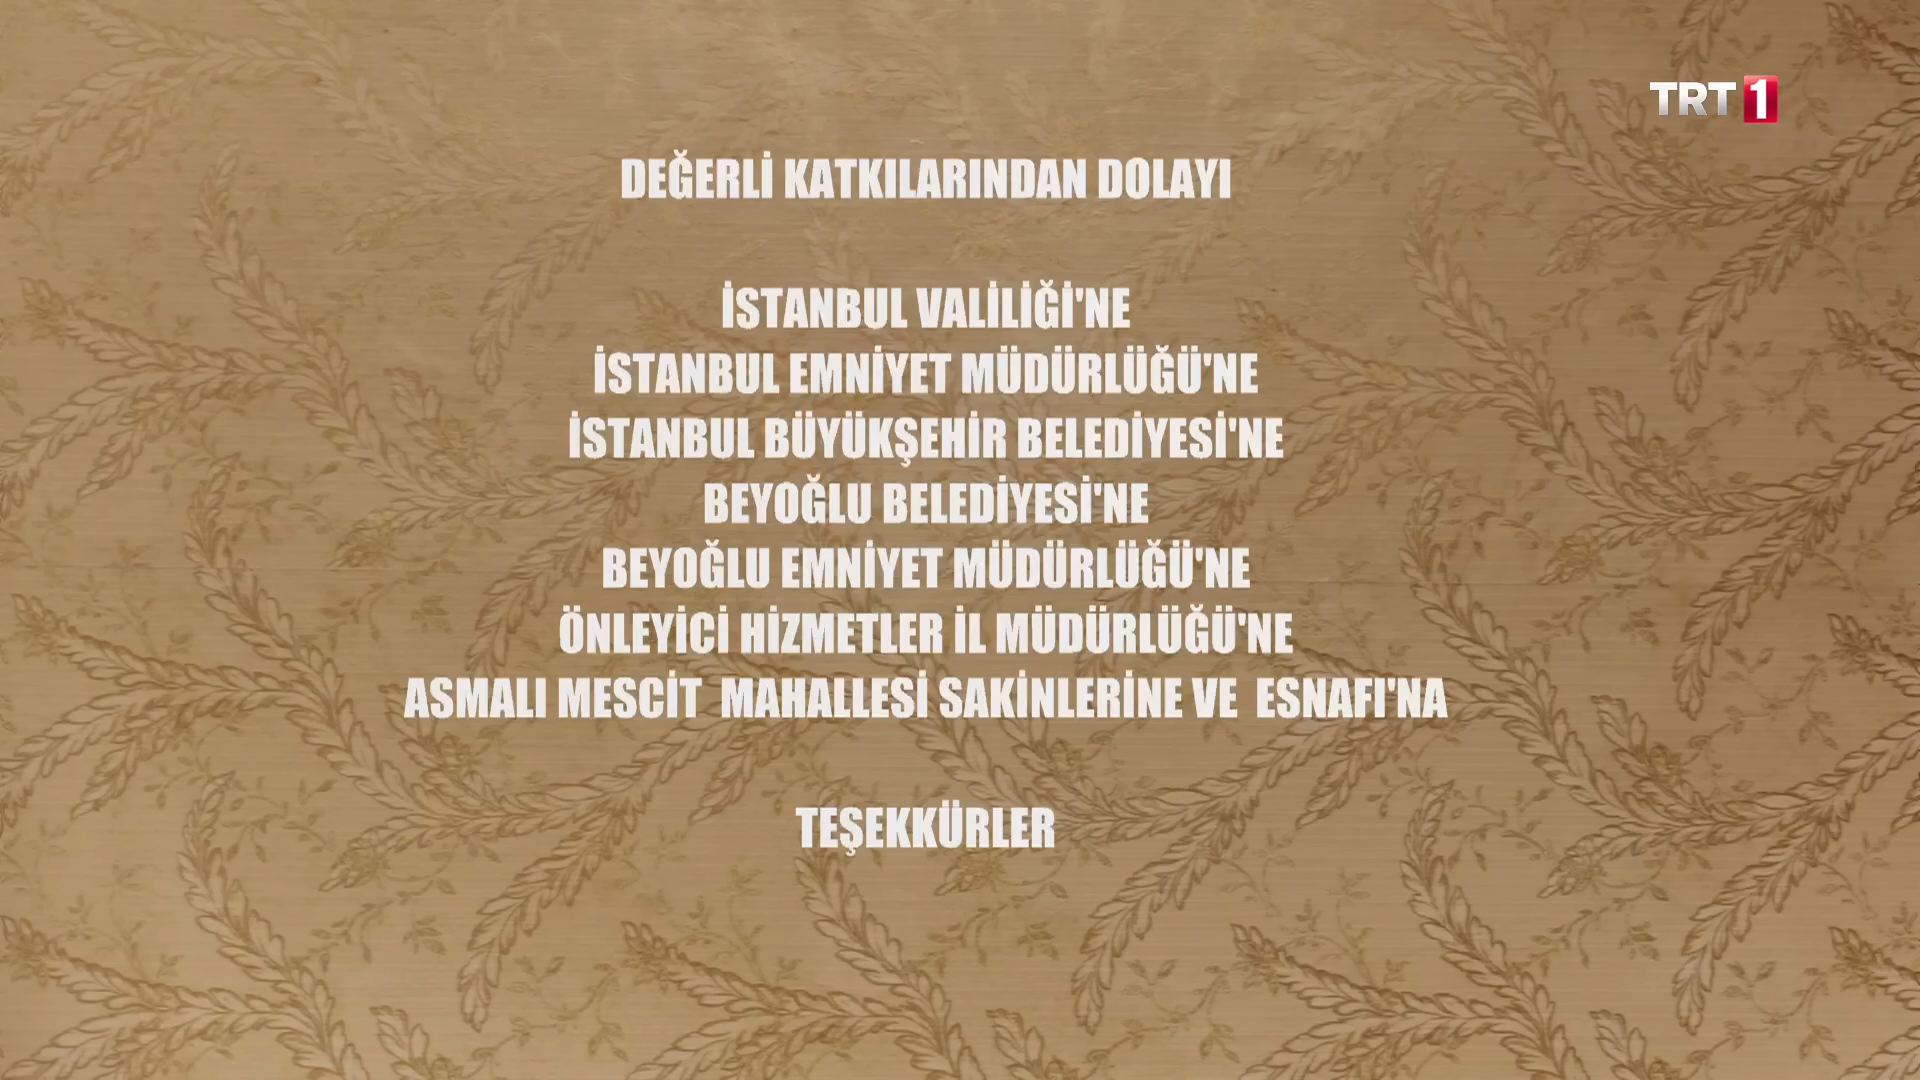 TRT 1
DEĞERLİ KATKILARINDAN DOLAYI
İSTANBUL VALİLİĞİ'NE
İSTANBUL EMNİYET MÜDÜRLÜĞÜ'NE
İSTANBUL BÜYÜKŞEHİR BELEDİYESİ'NE
BEYOĞLU BELEDİYESİ'NE
BEYOĞLU EMNİYET MÜDÜRLÜĞÜ'NE
ÖNLEYİCİ HİZMETLER İL MÜDÜRLÜĞÜ'NE
ASMALI MESCİT  MAHALLESİ SAKİNLERİNE VE  ESNAFI'NA
TEŞEKKÜRLER